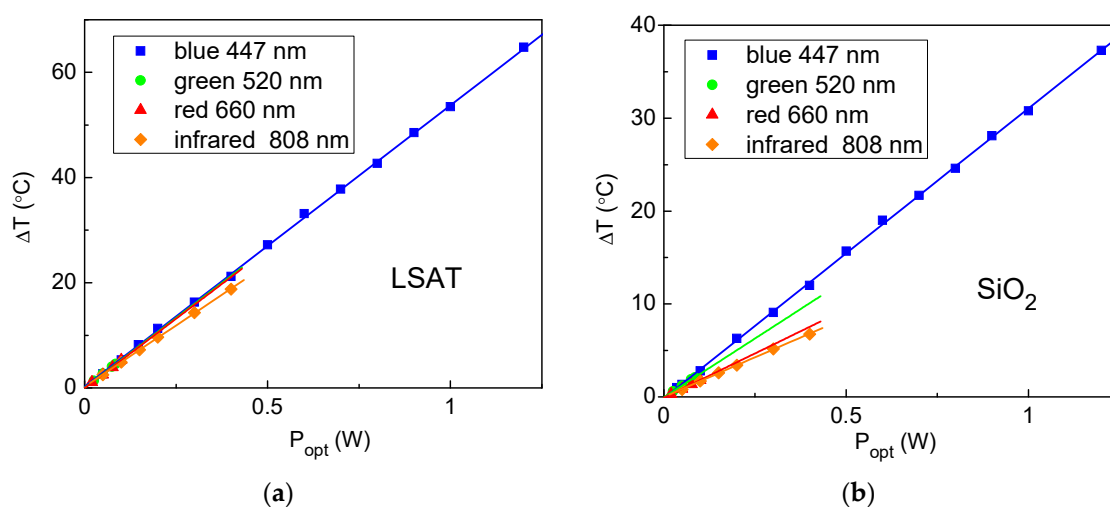 blue 447 nm
green 520 nm
red 660 nm
infrared 808 nm
60
40
20
0
ΔT (°C)
LSAT
0
0.5
1
P_opt (W)
(a)
blue 447 nm
green 520 nm
red 660 nm
infrared 808 nm
40
30
20
10
0
ΔT (°C)
SiO₂
0
0.5
1
P_opt (W)
(b)